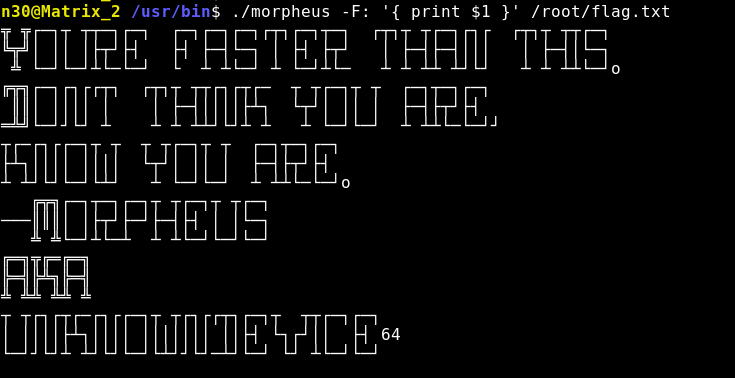 n30@Matrix_2 /usr/bin$ ./morpheus -F: '{ print $1 }' /root/flag.txt
Youre faster than this.
Dont think you are,
know you are.
-Morpheus
AKA
unknowndevice64